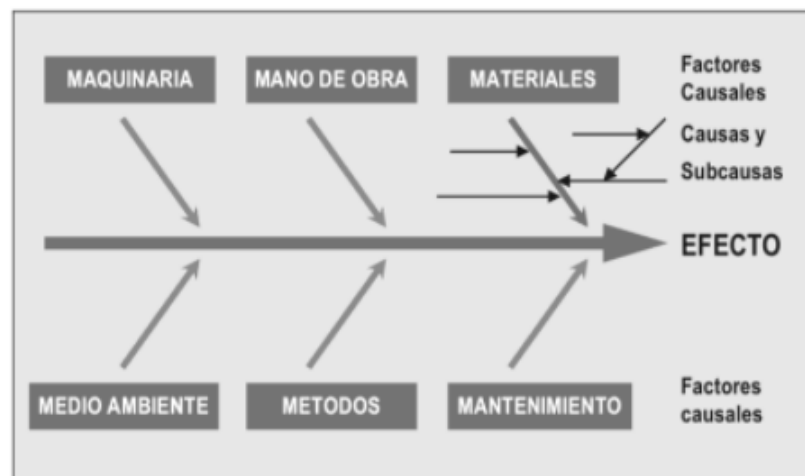 MAQUINARIA
MANO DE OBRA
MATERIALES
Factores
Causales
Causas y
Subcausas
EFECTO
MEDIO AMBIENTE
METODOS
MANTENIMIENTO
Factores
causales